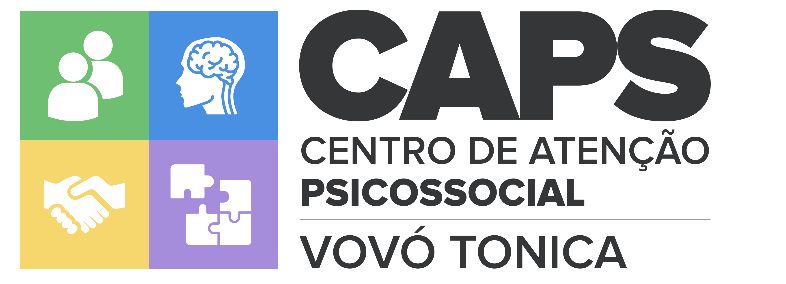 CAPS
CENTRO DE ATENÇÃO
PSICOSSOCIAL
VOVÓ TONICA